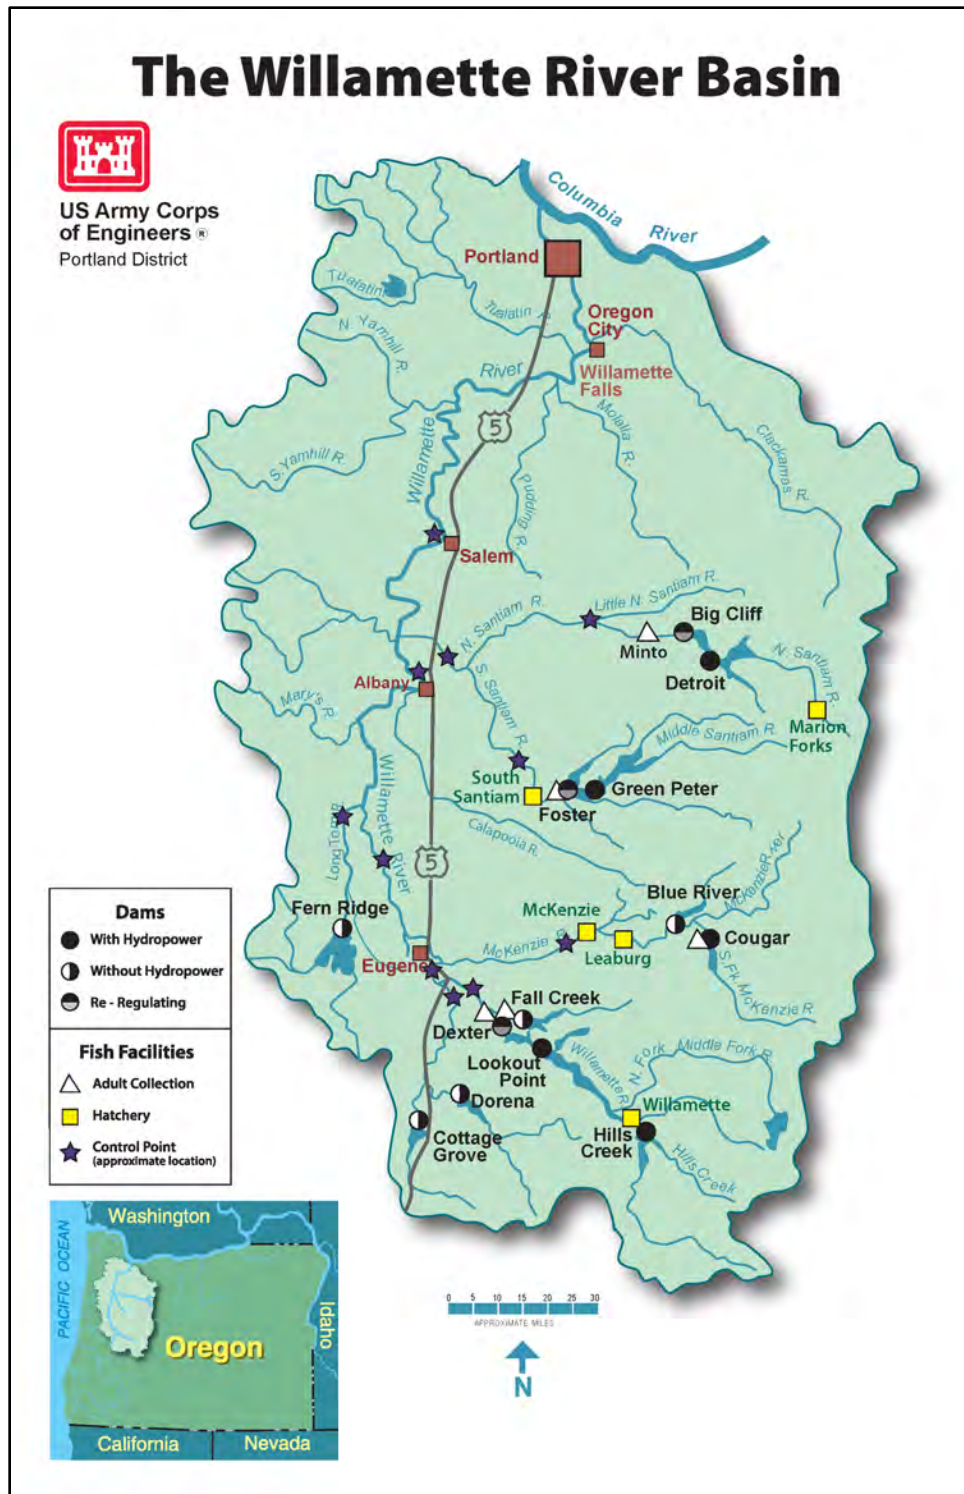 The Willamette River Basin
US Army Corps
of Engineers ®
Portland District
Columbia River
Portland
Oregon
City
Willamette
Falls
Tualatin
Tualatin R.
N. Yamhill R.
River
5
Molalla R.
Clackamas R.
S. Yamhill R.
Willamette
Pudding R.
Salem
Little N. Santiam R.
N. Santiam R.
Big Cliff
Minto
Detroit
N. Santiam R.
S. Santiam R.
Albany
Mary's R.
Marion
Forks
Middle Santiam R.
South
Santiam
Green Peter
Foster
Willamette River
Calapooia R.
Long Tom R.
5
Blue River
McKenzie River
Fern Ridge
McKenzie
Cougar
McKenzie R.
Leaburg
Eugene
S. Fk. McKenzie R.
Fall Creek
Dexter
Lookout
Point
Willamette R.
N. Fork Middle Fork R.
Dorena
Willamette
Cottage
Grove
Hills
Creek
Hills Creek
Dams
With Hydropower
Without Hydropower
Re - Regulating
Fish Facilities
Adult Collection
Hatchery
Control Point
(approximate location)
Washington
PACIFIC OCEAN
Oregon
Idaho
California
Nevada
0 5 10 15 20 25 30
APPROXIMATE MILES
N